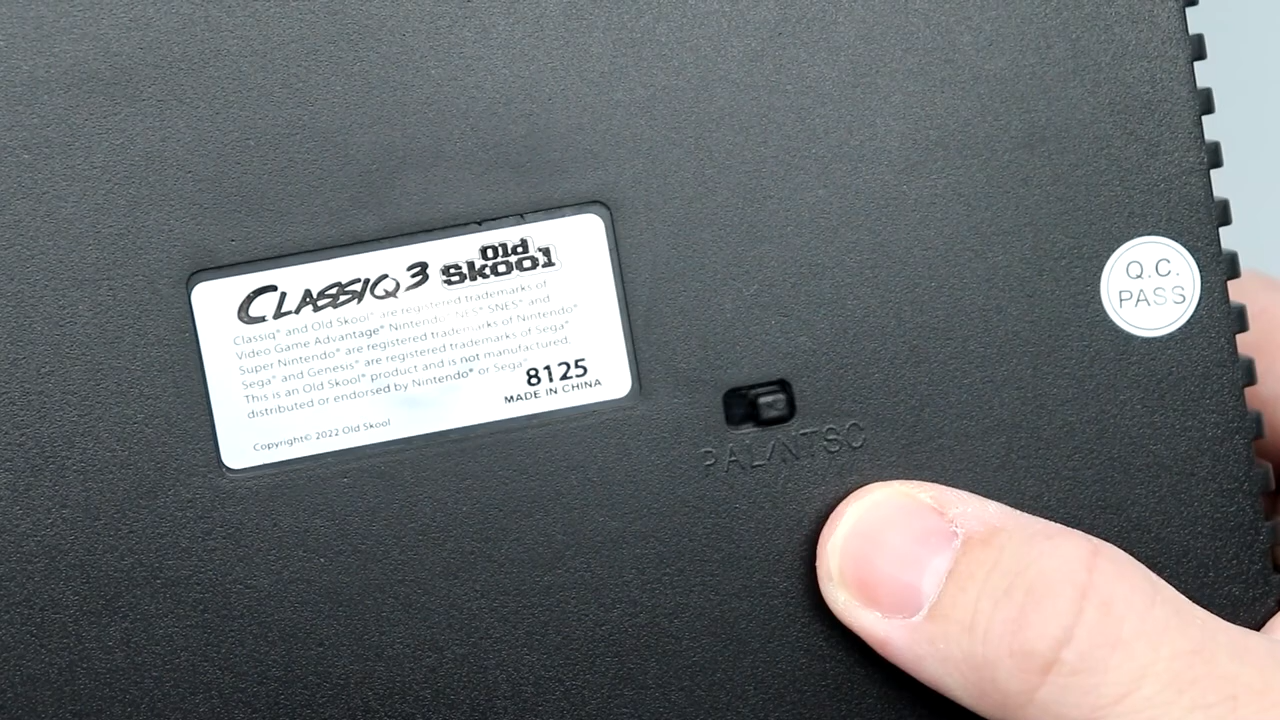 CLASSIQ 3
Old
Skool
Classiq® and Old Skool® are registered trademarks of
Video Game Advantage® Nintendo® NES® SNES® and
Super Nintendo® are registered trademarks of Nintendo®
Sega® and Genesis® are registered trademarks of Sega®
This is an Old Skool® product and is not manufactured,
distributed or endorsed by Nintendo® or Sega®
8125
MADE IN CHINA
Copyright© 2022 Old Skool
PAL/NTSC
Q.C.
PASS